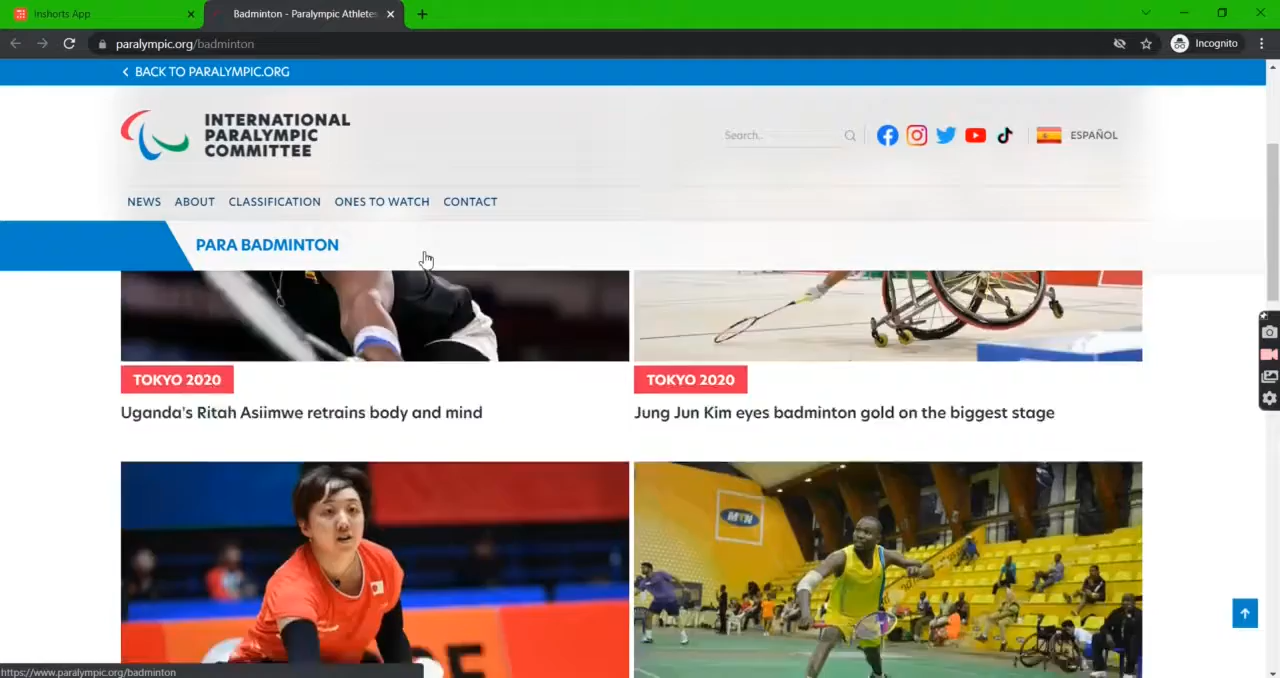 Inshorts App
Badminton - Paralympic Athletes
paralympic.org/badminton
Incognito
BACK TO PARALYMPIC.ORG
INTERNATIONAL
PARALYMPIC
COMMITTEE
Search..
ESPAÑOL
NEWS ABOUT CLASSIFICATION ONES TO WATCH CONTACT
PARA BADMINTON
TOKYO 2020
TOKYO 2020
Uganda's Ritah Asiimwe retrains body and mind
Jung Jun Kim eyes badminton gold on the biggest stage
MTN
https://www.paralympic.org/badminton